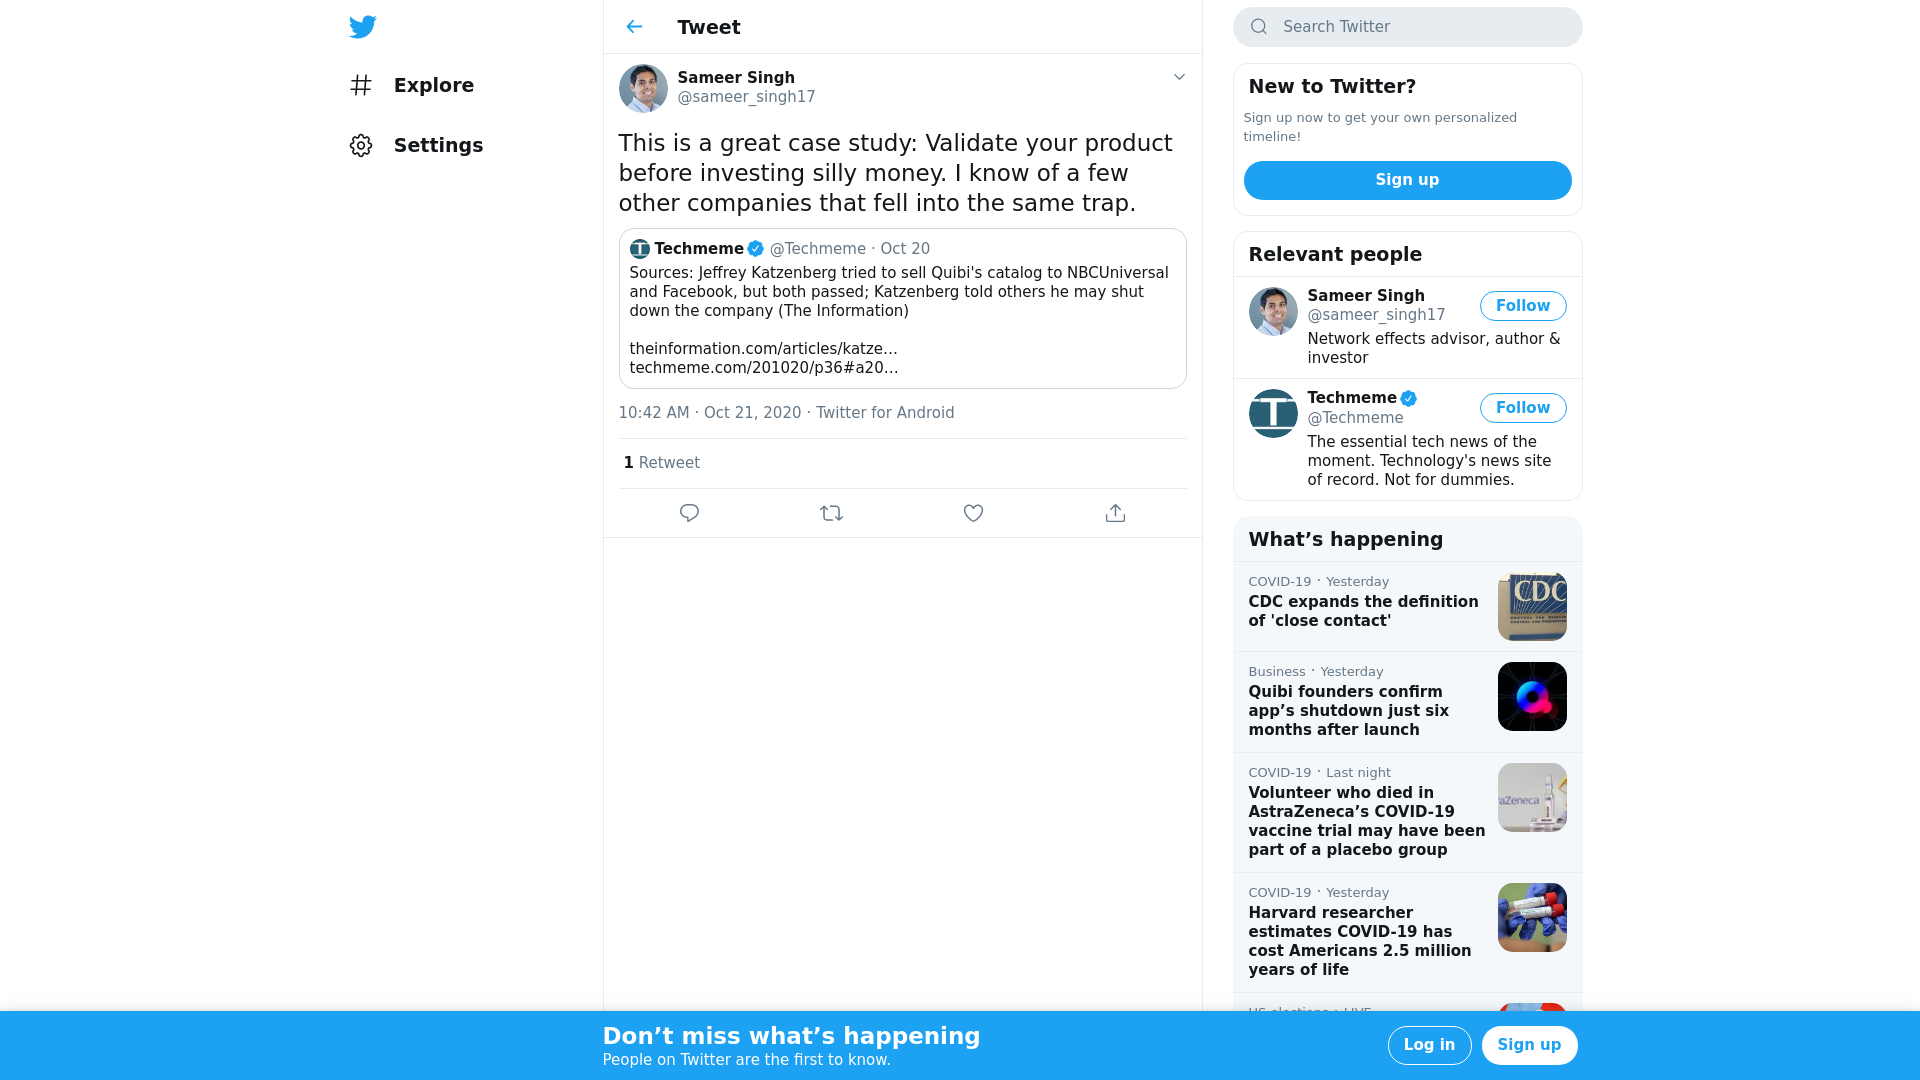 Explore
Settings
Tweet
Sameer Singh
@sameer_singh17
This is a great case study: Validate your product
before investing silly money. I know of a few
other companies that fell into the same trap.
Techmeme @Techmeme · Oct 20
Sources: Jeffrey Katzenberg tried to sell Quibi's catalog to NBCUniversal
and Facebook, but both passed; Katzenberg told others he may shut
down the company (The Information)
theinformation.com/articles/katze…
techmeme.com/201020/p36#a20…
10:42 AM · Oct 21, 2020 · Twitter for Android
1 Retweet
Search Twitter
New to Twitter?
Sign up now to get your own personalized
timeline!
Sign up
Relevant people
Sameer Singh
@sameer_singh17
Follow
Network effects advisor, author &
investor
Techmeme
@Techmeme
Follow
The essential tech news of the
moment. Technology's news site
of record. Not for dummies.
What’s happening
COVID-19 · Yesterday
CDC expands the definition
of 'close contact'
CDC
Business · Yesterday
Quibi founders confirm
app’s shutdown just six
months after launch
COVID-19 · Last night
Volunteer who died in
AstraZeneca’s COVID-19
vaccine trial may have been
part of a placebo group
aZeneca
COVID-19 · Yesterday
Harvard researcher
estimates COVID-19 has
cost Americans 2.5 million
years of life
US elections · LIVE
Don’t miss what’s happening
People on Twitter are the first to know.
Log in
Sign up